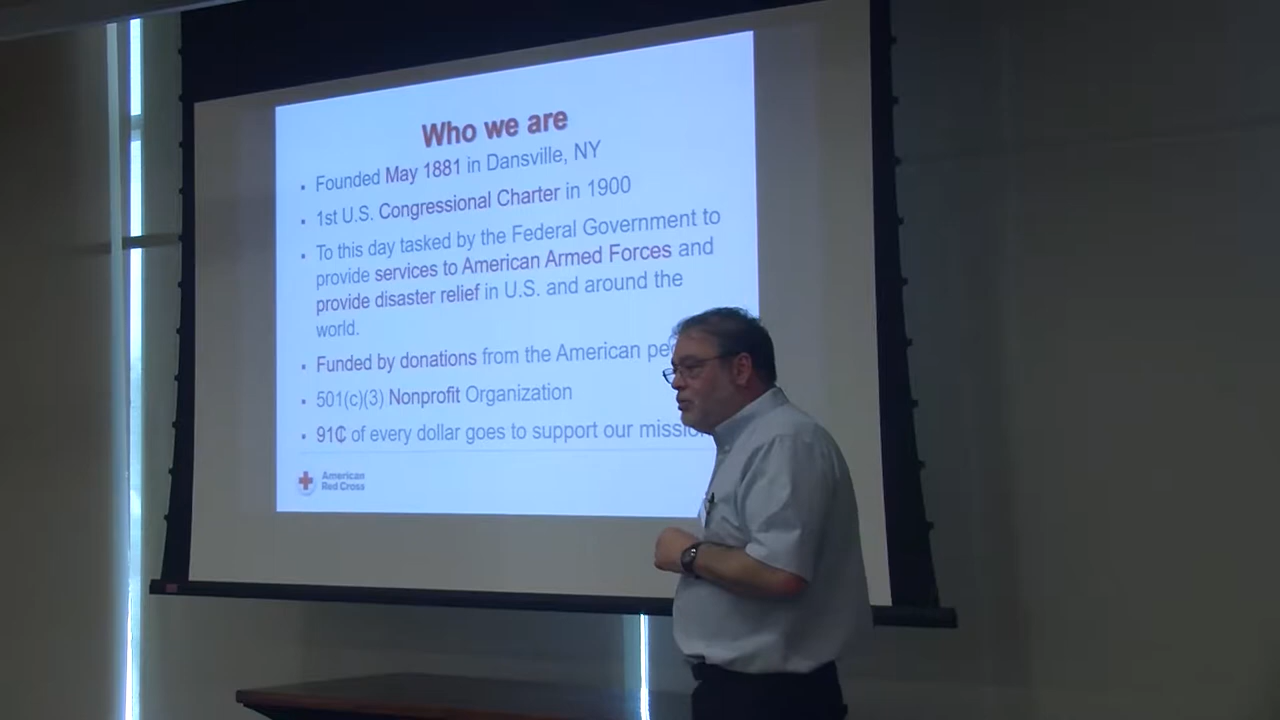 Who we are
Founded May 1881 in Dansville, NY
1st U.S. Congressional Charter in 1900
To this day tasked by the Federal Government to
provide services to American Armed Forces and
provide disaster relief in U.S. and around the
world.
Funded by donations from the American
501(c)(3) Nonprofit Organization
91₵ of every dollar goes to support our
American
Red Cross